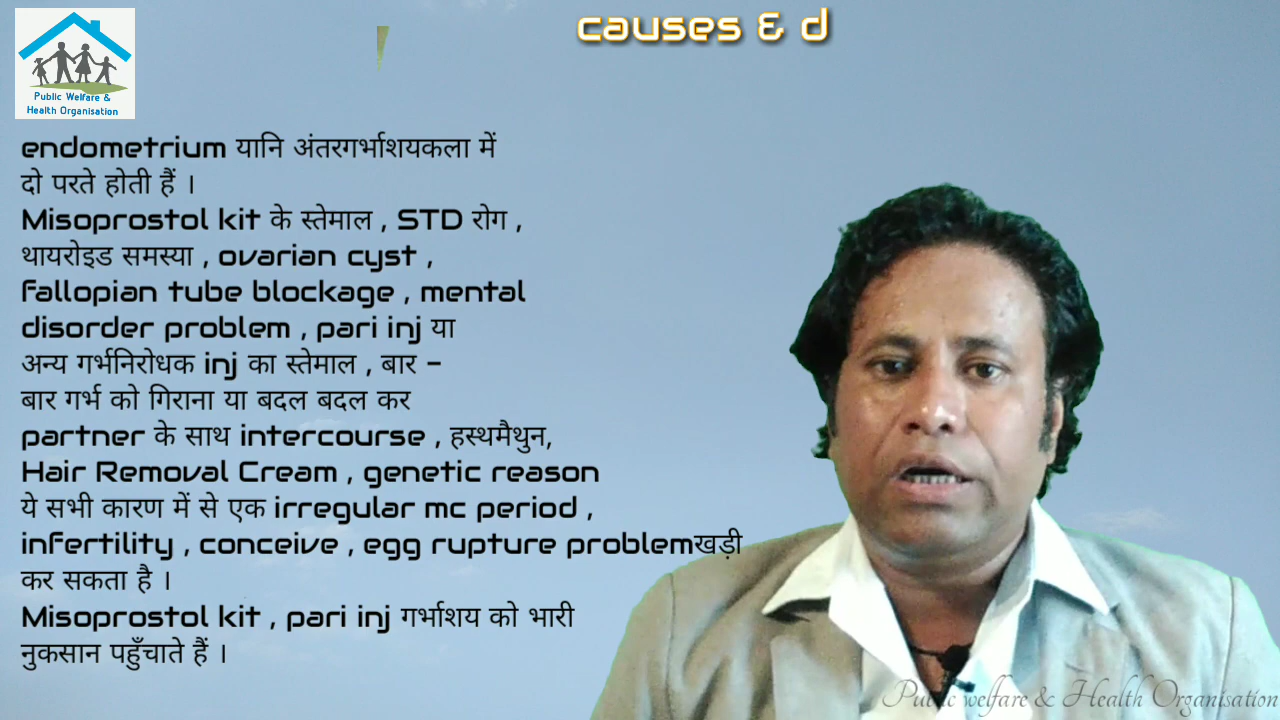 causes & d
Public Welfare &
Health Organisation
endometrium यानि अंतरगर्भाशयकला में
दो परते होती हैं ।
Misoprostol kit के स्तेमाल , STD रोग ,
थायरोइड समस्या , ovarian cyst ,
fallopian tube blockage , mental
disorder problem , pari inj या
अन्य गर्भनिरोधक inj का स्तेमाल , बार –
बार गर्भ को गिराना या बदल बदल कर
partner के साथ intercourse , हस्थमैथुन,
Hair Removal Cream , genetic reason
ये सभी कारण में से एक irregular mc period ,
infertility , conceive , egg rupture problemखड़ी
कर सकता है ।
Misoprostol kit , pari inj गर्भाशय को भारी
नुकसान पहुँचाते हैं ।
Public welfare & Health Organisation